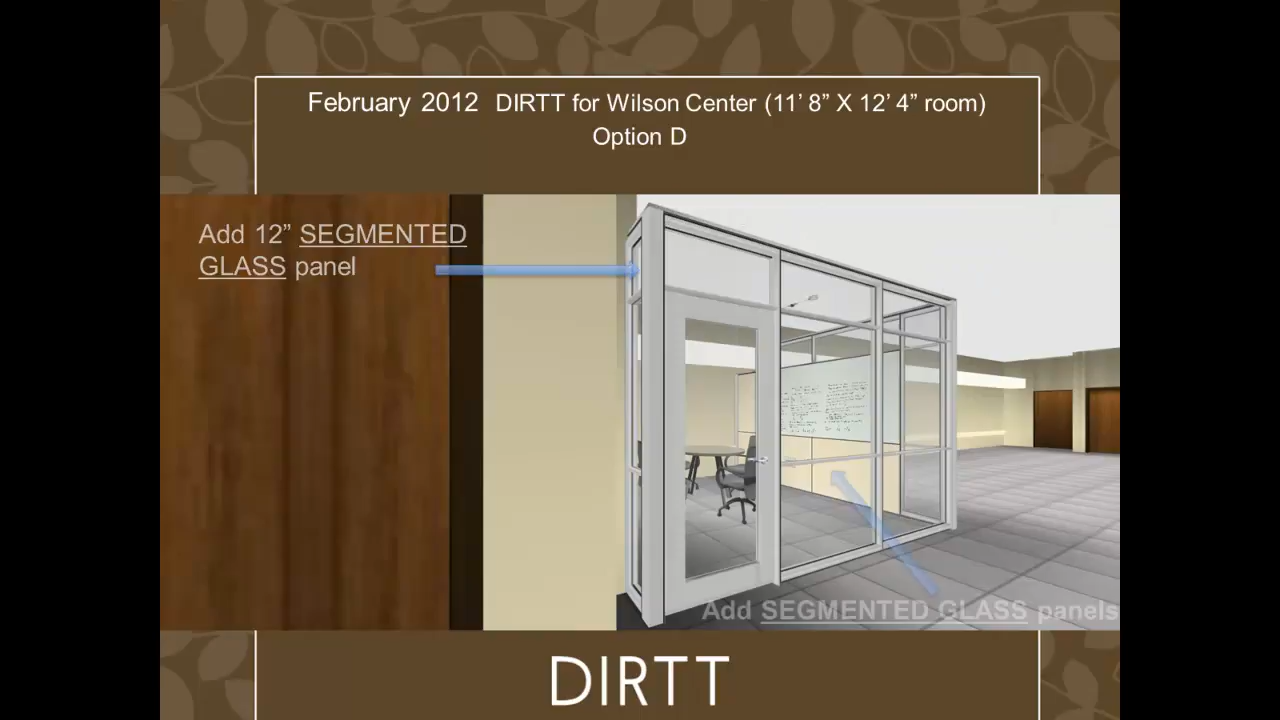 February 2012 DIRTT for Wilson Center (11’ 8” X 12’ 4” room)
Option D
Add 12” SEGMENTED
GLASS panel
Add SEGMENTED GLASS panels
DIRTT